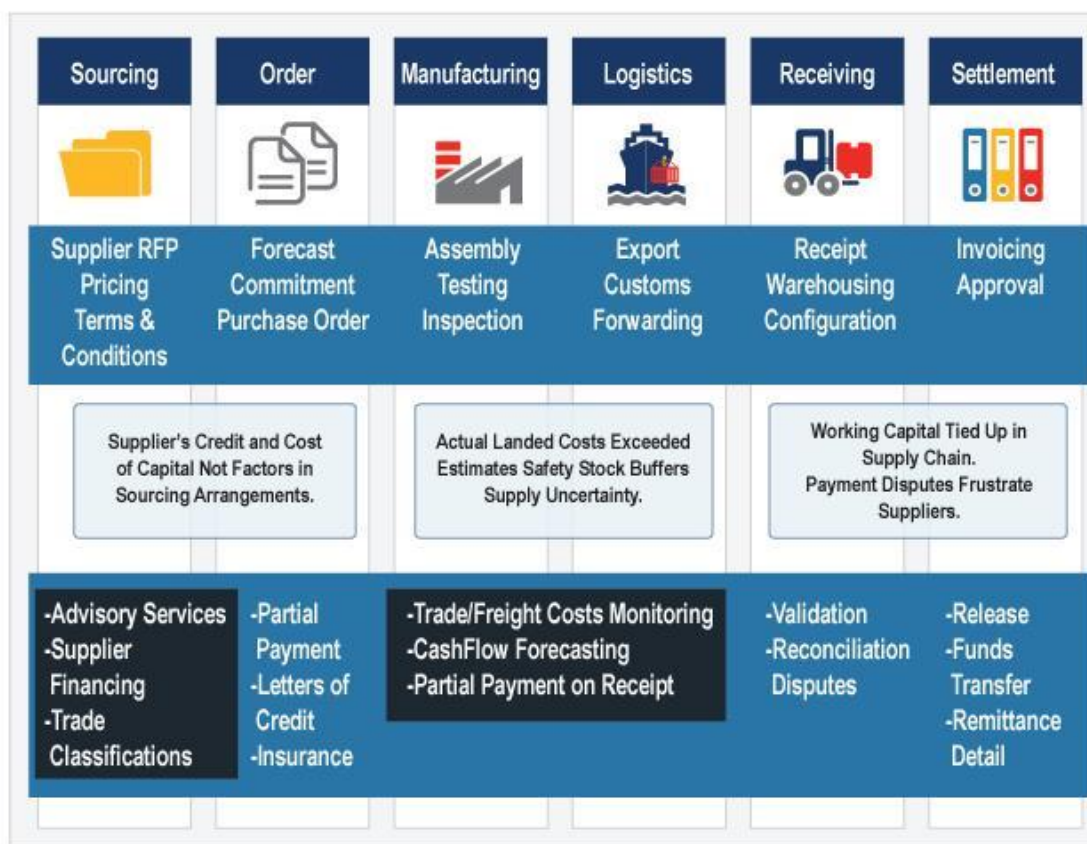 Sourcing
Order
Manufacturing
Logistics
Receiving
Settlement
Supplier RFP
Pricing
Terms &
Conditions
Forecast
Commitment
Purchase Order
Assembly
Testing
Inspection
Export
Customs
Forwarding
Receipt
Warehousing
Configuration
Invoicing
Approval
Supplier's Credit and Cost
of Capital Not Factors in
Sourcing Arrangements.
Actual Landed Costs Exceeded
Estimates Safety Stock Buffers
Supply Uncertainty.
Working Capital Tied Up in
Supply Chain.
Payment Disputes Frustrate
Suppliers.
-Advisory Services
-Supplier
Financing
-Trade
Classifications
-Partial
Payment
-Letters of
Credit
-Insurance
-Trade/Freight Costs Monitoring
-CashFlow Forecasting
-Partial Payment on Receipt
-Validation
-Reconciliation
Disputes
-Release
-Funds
Transfer
-Remittance
Detail